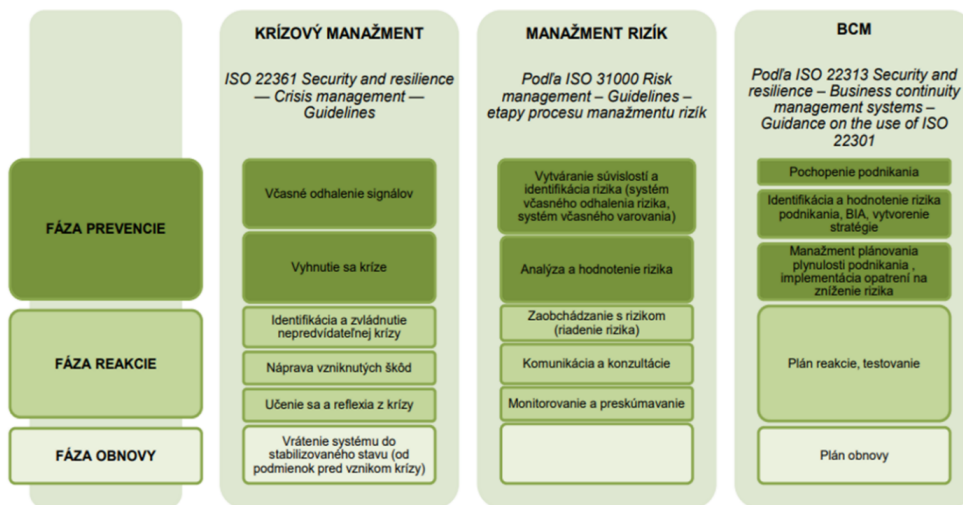 KRÍZOVÝ MANAŽMENT
ISO 22361 Security and resilience
— Crisis management —
Guidelines
MANAŽMENT RIZÍK
Podľa ISO 31000 Risk
management – Guidelines –
etapy procesu manažmentu rizík
BCM
Podľa ISO 22313 Security and
resilience – Business continuity
management systems –
Guidance on the use of ISO
22301
FÁZA PREVENCIE
Včasné odhalenie signálov
Vyhnutie sa kríze
Vytváranie súvislostí a
identifikácia rizika (systém
včasného odhalenia rizika,
systém včasného varovania)
Analýza a hodnotenie rizika
Pochopenie podnikania
Identifikácia a hodnotenie rizika
podnikania, BIA, vytvorenie
stratégie
Manažment plánovania
plynulosti podnikania ,
implementácia opatrení na
zníženie rizika
FÁZA REAKCIE
Identifikácia a zvládnutie
nepredvídateľnej krízy
Náprava vzniknutých škôd
Učenie sa a reflexia z krízy
Zaobchádzanie s rizikom
(riadenie rizika)
Komunikácia a konzultácie
Monitorovanie a preskúmavanie
Plán reakcie, testovanie
FÁZA OBNOVY
Vrátenie systému do
stabilizovaného stavu (od
podmienok pred vznikom krízy)
Plán obnovy